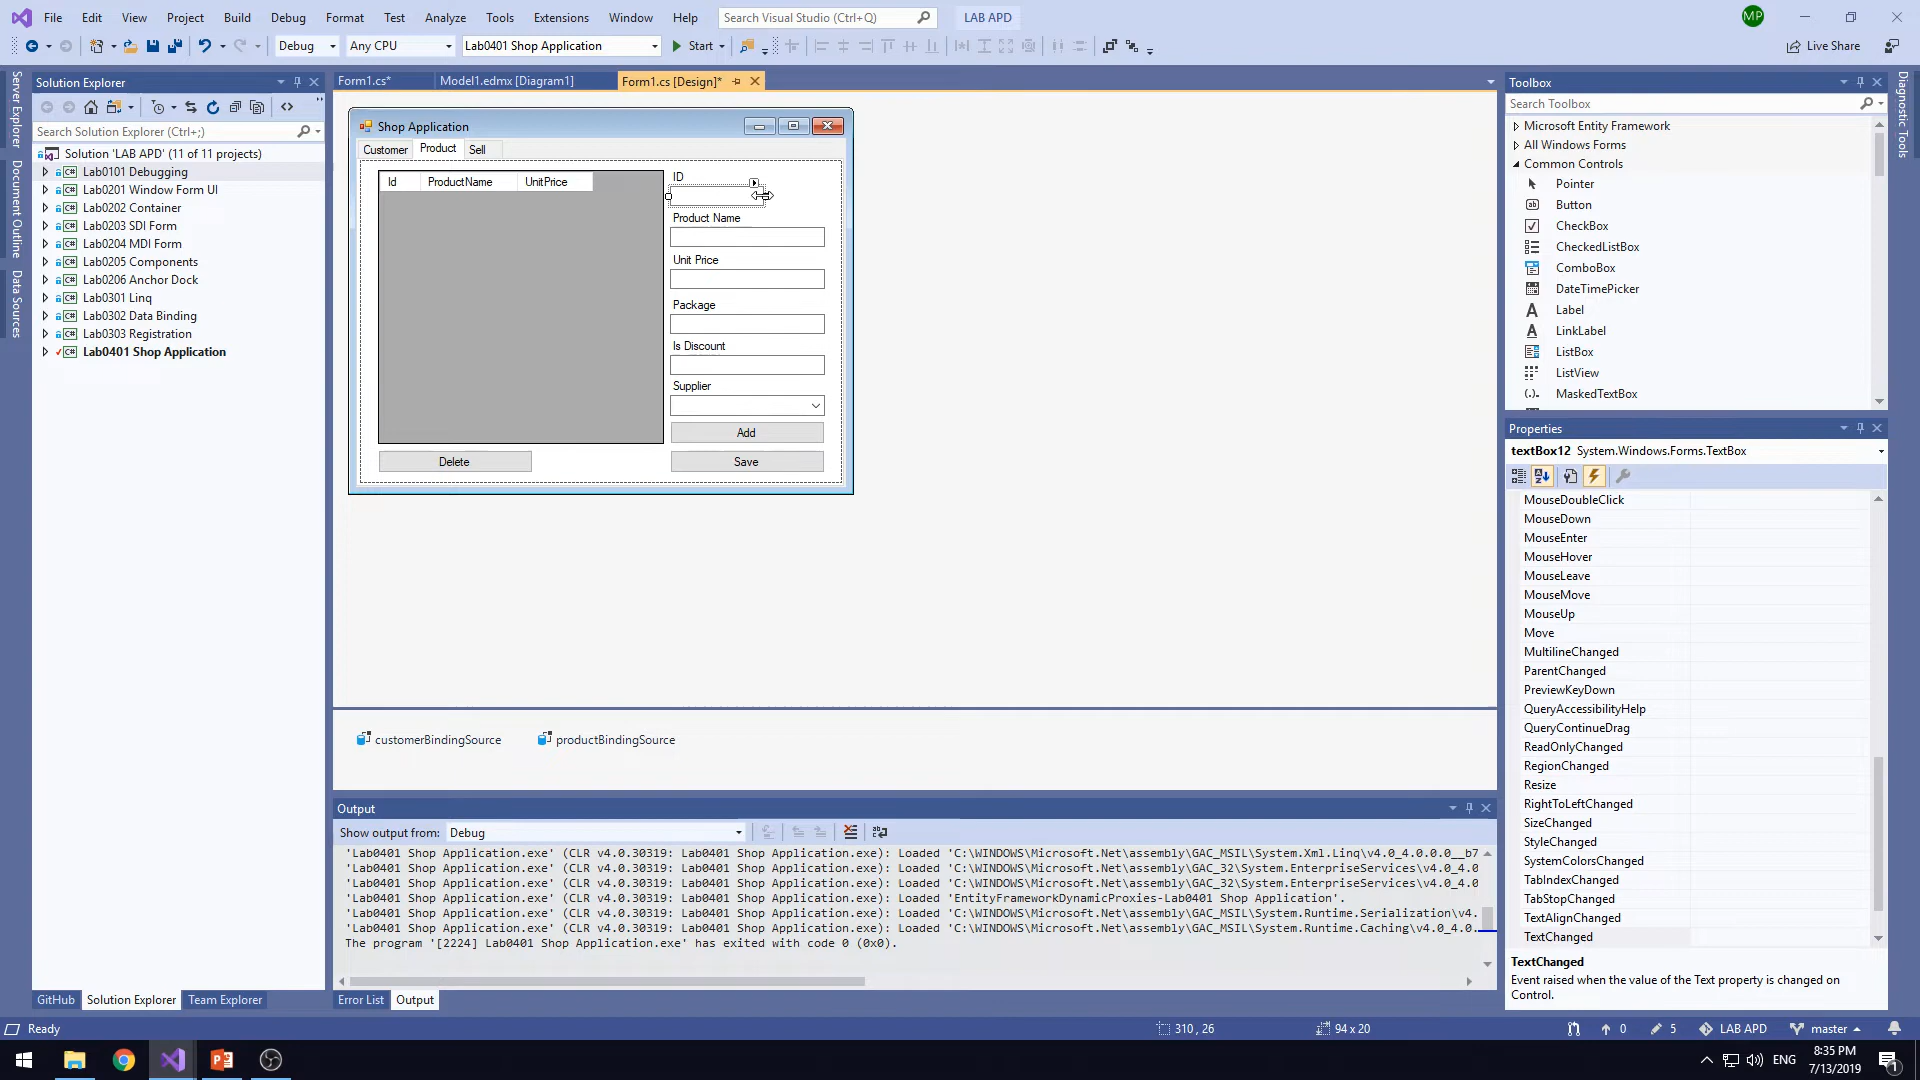 File Edit View Project Build Debug Format Test Analyze Tools Extensions Window Help Search Visual Studio (Ctrl+Q) LAB APD MP
Debug Any CPU Lab0401 Shop Application Start Live Share
Server Explorer
Document Outline
Data Sources
Solution Explorer
Search Solution Explorer (Ctrl+;)
Solution 'LAB APD' (11 of 11 projects)
C# Lab0101 Debugging
C# Lab0201 Window Form UI
C# Lab0202 Container
C# Lab0203 SDI Form
C# Lab0204 MDI Form
C# Lab0205 Components
C# Lab0206 Anchor Dock
C# Lab0301 Linq
C# Lab0302 Data Binding
C# Lab0303 Registration
C# Lab0401 Shop Application
GitHub Solution Explorer Team Explorer
Form1.cs* Model1.edmx [Diagram1] Form1.cs [Design]*
Shop Application
Customer Product Sell
Id ProductName UnitPrice
ID
Product Name
Unit Price
Package
Is Discount
Supplier
Add
Delete Save
customerBindingSource productBindingSource
Output
Show output from: Debug
'Lab0401 Shop Application.exe' (CLR v4.0.30319: Lab0401 Shop Application.exe): Loaded 'C:\WINDOWS\Microsoft.Net\assembly\GAC_MSIL\System.Xml.Linq\v4.0_4.0.0.0__b7
'Lab0401 Shop Application.exe' (CLR v4.0.30319: Lab0401 Shop Application.exe): Loaded 'C:\WINDOWS\Microsoft.Net\assembly\GAC_32\System.EnterpriseServices\v4.0_4.0
'Lab0401 Shop Application.exe' (CLR v4.0.30319: Lab0401 Shop Application.exe): Loaded 'C:\WINDOWS\Microsoft.Net\assembly\GAC_32\System.EnterpriseServices\v4.0_4.0
'Lab0401 Shop Application.exe' (CLR v4.0.30319: Lab0401 Shop Application.exe): Loaded 'EntityFrameworkDynamicProxies-Lab0401 Shop Application'.
'Lab0401 Shop Application.exe' (CLR v4.0.30319: Lab0401 Shop Application.exe): Loaded 'C:\WINDOWS\Microsoft.Net\assembly\GAC_MSIL\System.Runtime.Serialization\v4.
'Lab0401 Shop Application.exe' (CLR v4.0.30319: Lab0401 Shop Application.exe): Loaded 'C:\WINDOWS\Microsoft.Net\assembly\GAC_MSIL\System.Runtime.Caching\v4.0_4.0.
The program '[2224] Lab0401 Shop Application.exe' has exited with code 0 (0x0).
Error List Output
Toolbox
Search Toolbox
Microsoft Entity Framework
All Windows Forms
Common Controls
Pointer
Button
CheckBox
CheckedListBox
ComboBox
DateTimePicker
Label
LinkLabel
ListBox
ListView
MaskedTextBox
Diagnostic Tools
Properties
textBox12 System.Windows.Forms.TextBox
MouseDoubleClick
MouseDown
MouseEnter
MouseHover
MouseLeave
MouseMove
MouseUp
Move
MultilineChanged
ParentChanged
PreviewKeyDown
QueryAccessibilityHelp
QueryContinueDrag
ReadOnlyChanged
RegionChanged
Resize
RightToLeftChanged
SizeChanged
StyleChanged
SystemColorsChanged
TabIndexChanged
TabStopChanged
TextAlignChanged
TextChanged
TextChanged
Event raised when the value of the Text property is changed on
Control.
Ready 310 , 26 94 x 20 0 5 LAB APD master
ENG 8:35 PM
7/13/2019
1